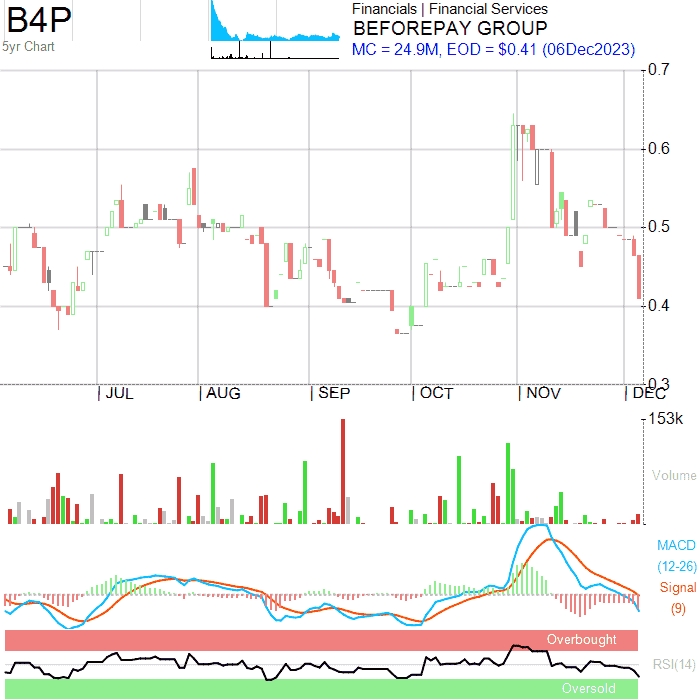 B4P
5yr Chart
Financials | Financial Services
BEFOREPAY GROUP
MC = 24.9M, EOD = $0.41 (06Dec2023)
0.7
0.6
0.5
0.4
0.3
JUL AUG SEP OCT NOV DEC
153k
Volume
MACD
(12-26)
Signal
(9)
Overbought
RSI(14)
Oversold